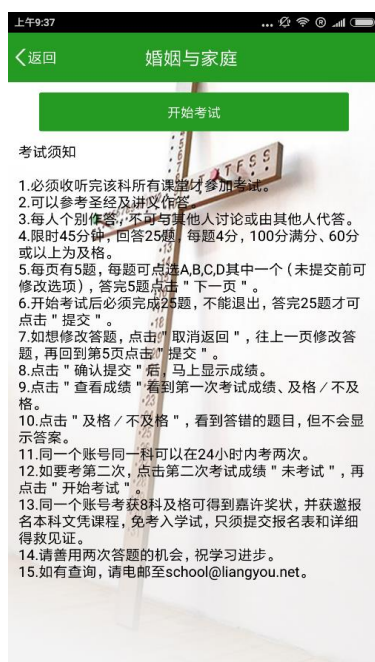 上午9:37
...
返回
婚姻与家庭
开始考试
考试须知
1.必须收听完该科所有课堂才参加考试。
2.可以参考圣经及讲义作答。
3.每人个别作答，不可与其他人讨论或由其他人代答。
4.限时45分钟，回答25题，每题4分，100分满分、60分
或以上为及格。
5.每页有5题，每题可点选A,B,C,D其中一个（未提交前可
修改选项），答完5题点击＂下一页＂。
6.开始考试后必须完成25题，不能退出，答完25题才可
点击＂提交＂。
7.如想修改答题，点击＂取消返回＂，往上一页修改答
题，再回到第5页点击＂提交＂。
8.点击＂确认提交＂后，马上显示成绩。
9.点击＂查看成绩＂看到第一次考试成绩、及格／不及
格。
10.点击＂及格／不及格＂，看到答错的题目，但不会显
示答案。
11.同一个账号同一科可以在24小时内考两次。
12.如要考第二次，点击第二次考试成绩＂未考试＂，再
点击＂开始考试＂。
13.同一个账号考获8科及格可得到嘉许奖状，并获邀报
名本科文凭课程，免考入学试，只须提交报名表和详细
得救见证。
14.请善用两次答题的机会，祝学习进步。
15.如有查询，请电邮至school@liangyou.net。